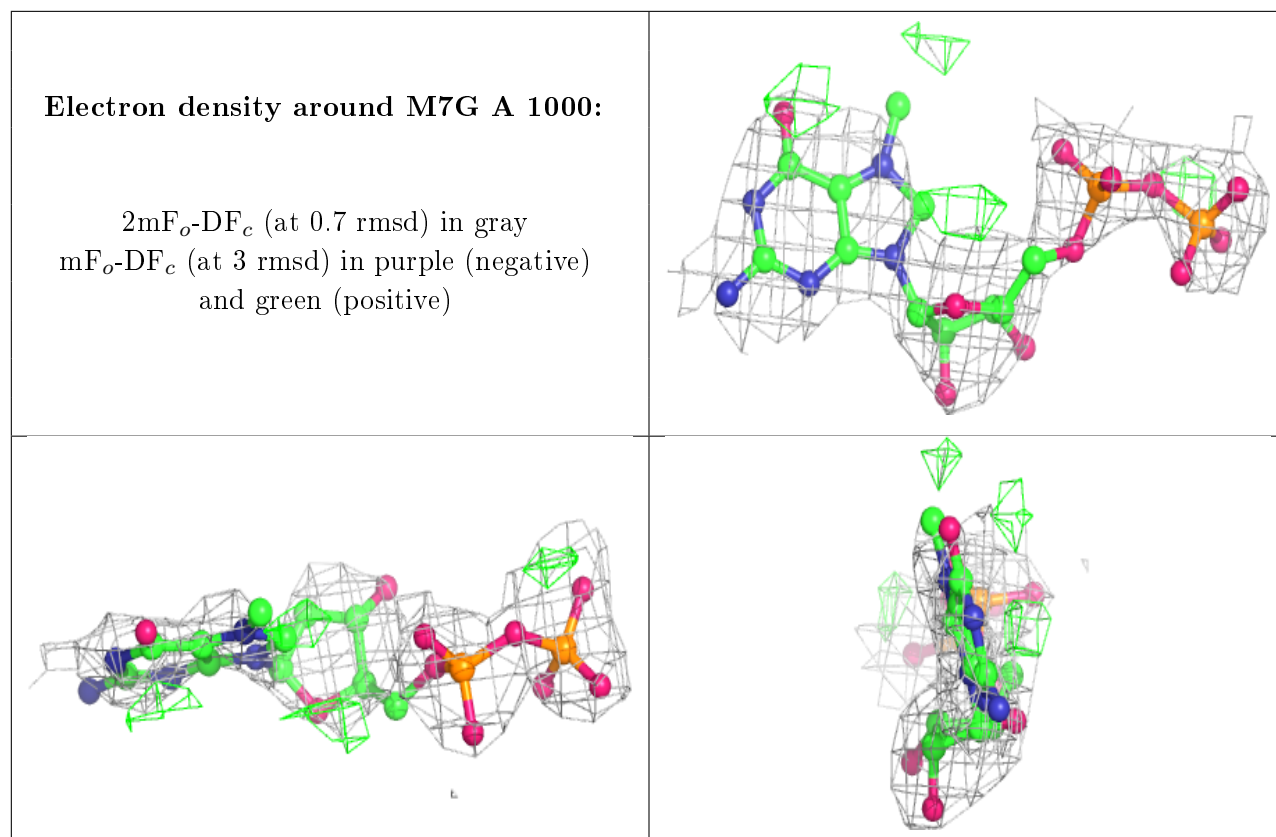 Electron density around M7G A 1000:
2mFₒ-DF𝒸 (at 0.7 rmsd) in gray
mFₒ-DF𝒸 (at 3 rmsd) in purple (negative)
and green (positive)